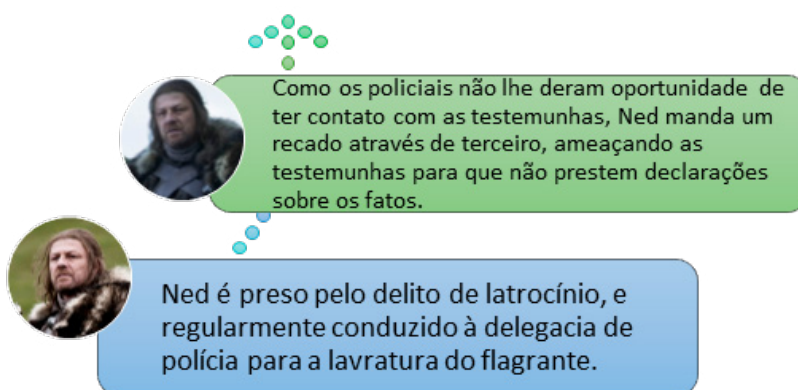 Como os policiais não lhe deram oportunidade de
ter contato com as testemunhas, Ned manda um
recado através de terceiro, ameaçando as
testemunhas para que não prestem declarações
sobre os fatos.
Ned é preso pelo delito de latrocínio, e
regularmente conduzido à delegacia de
polícia para a lavratura do flagrante.